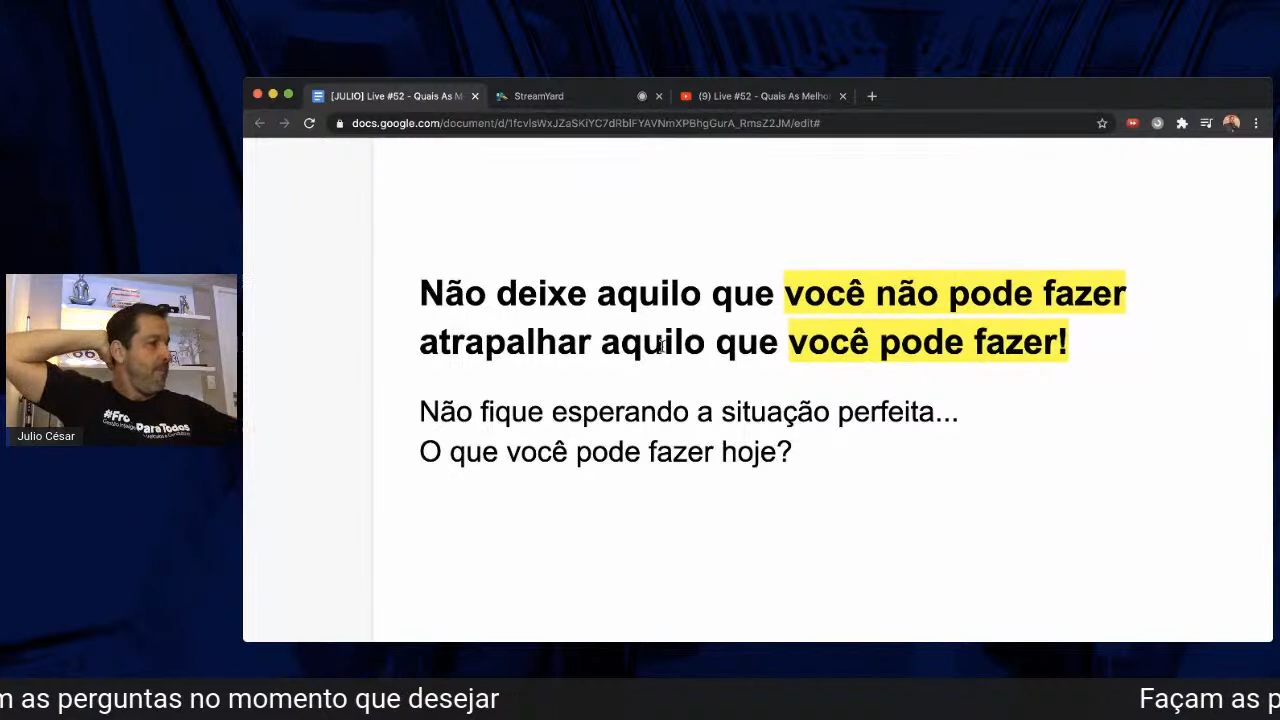 [JULIO] Live #52 - Quais As M
StreamYard
(9) Live #52 - Quais As Melho
docs.google.com/document/d/1fcvlsWxJZaSKiYC7dRblFYAVNmXPBhgGurA_RmsZ2JM/edit#
Não deixe aquilo que você não pode fazer
atrapalhar aquilo que você pode fazer!
Não fique esperando a situação perfeita...
O que você pode fazer hoje?
#Fro
ParaTodos
Julio César
m as perguntas no momento que desejar
Façam as p